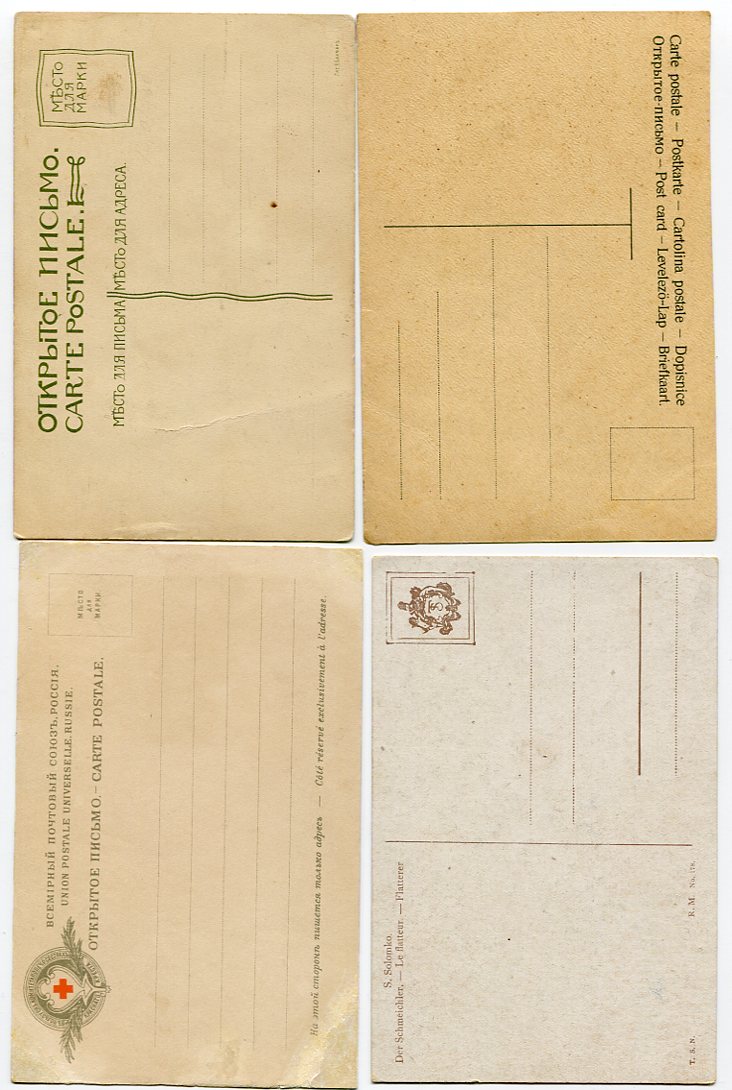 ОТКРЫТОЕ ПИСЬМО.
CARTE POSTALE.
МѢСТО
ДЛЯ
МАРКИ
МѢСТО ДЛЯ ПИСЬМА
МѢСТО ДЛЯ АДРЕСА.
Carte postale – Postkarte – Cartolina postale – Dopisnice
Открытое-письмо – Post card – Levelezö-Lap – Briefkaart.
ВСЕМІРНЫЙ ПОЧТОВЫЙ СОЮЗЪ. РОССІЯ.
UNION POSTALE UNIVERSELLE. RUSSIE.
ОТКРЫТОЕ ПИСЬМО. – CARTE POSTALE.
МѢСТО
ДЛЯ
МАРКИ.
На этой сторонѣ пишется только адресъ — Côté réservé exclusivement à l'adresse.
S. Solomko.
Der Schmeichler. — Le flatteur. — Flatterer
T. S. N.
R. M. No. 178.
TSN